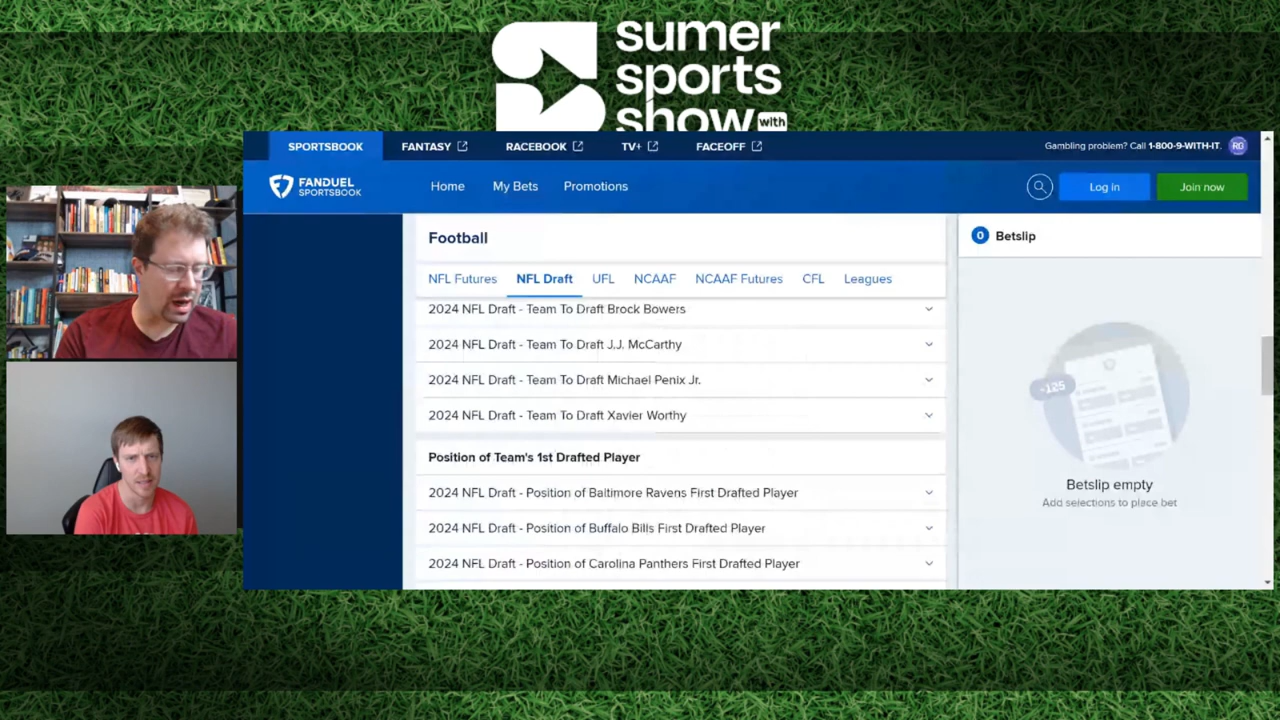 sumer
sports
show with
SPORTSBOOK FANTASY RACEBOOK TV+ FACEOFF Gambling problem? Call 1-800-9-WITH-IT. RG
FANDUEL
SPORTSBOOK
Home My Bets Promotions Log in Join now
Football
0 Betslip
NFL Futures NFL Draft UFL NCAAF NCAAF Futures CFL Leagues
2024 NFL Draft - Team To Draft Brock Bowers
2024 NFL Draft - Team To Draft J.J. McCarthy
2024 NFL Draft - Team To Draft Michael Penix Jr.
-125
2024 NFL Draft - Team To Draft Xavier Worthy
Position of Team's 1st Drafted Player
Betslip empty
Add selections to place bet
2024 NFL Draft - Position of Baltimore Ravens First Drafted Player
2024 NFL Draft - Position of Buffalo Bills First Drafted Player
2024 NFL Draft - Position of Carolina Panthers First Drafted Player